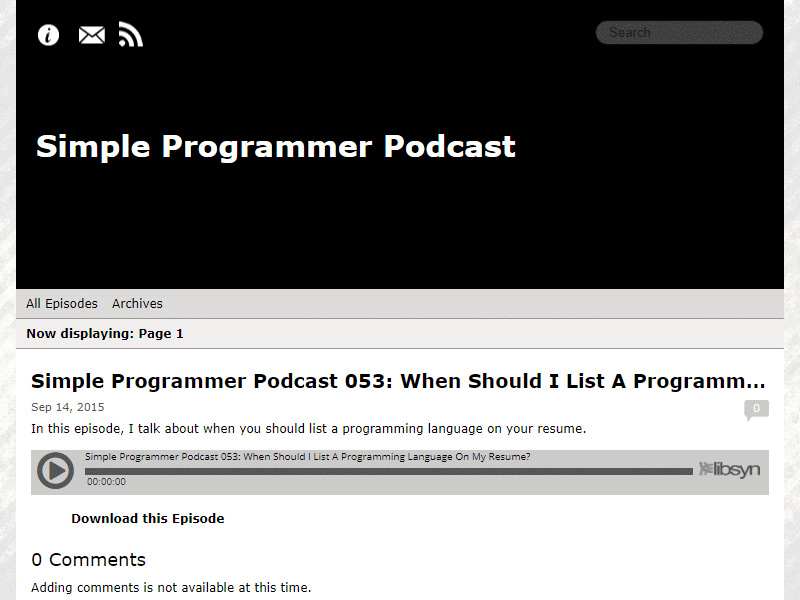 Search
Simple Programmer Podcast
All Episodes Archives
Now displaying: Page 1
Simple Programmer Podcast 053: When Should I List A Programm...
Sep 14, 2015
0
In this episode, I talk about when you should list a programming language on your resume.
Simple Programmer Podcast 053: When Should I List A Programming Language On My Resume?
libsyn
00:00:00
Download this Episode
0 Comments
Adding comments is not available at this time.